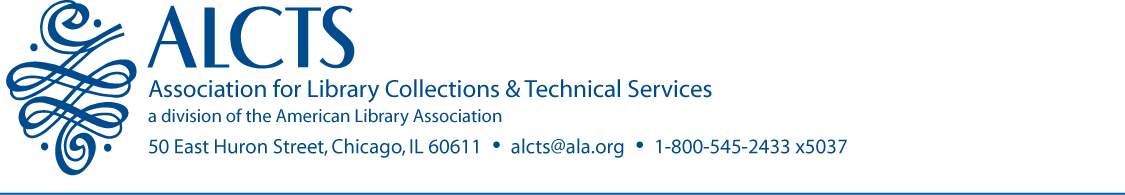 ALCTS
Association for Library Collections & Technical Services
a division of the American Library Association
50 East Huron Street, Chicago, IL 60611 • alcts@ala.org • 1-800-545-2433 x5037